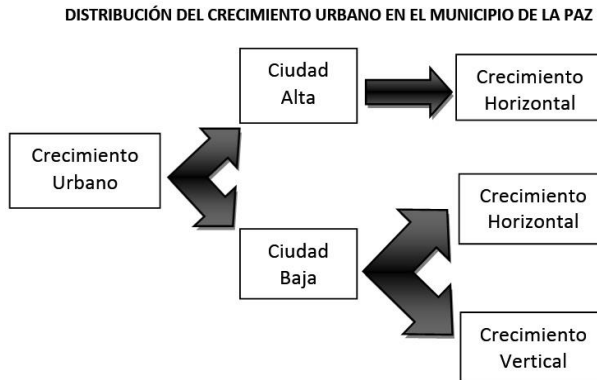 DISTRIBUCIÓN DEL CRECIMIENTO URBANO EN EL MUNICIPIO DE LA PAZ
Ciudad
Alta
Crecimiento
Horizontal
Crecimiento
Urbano
Crecimiento
Horizontal
Ciudad
Baja
Crecimiento
Vertical